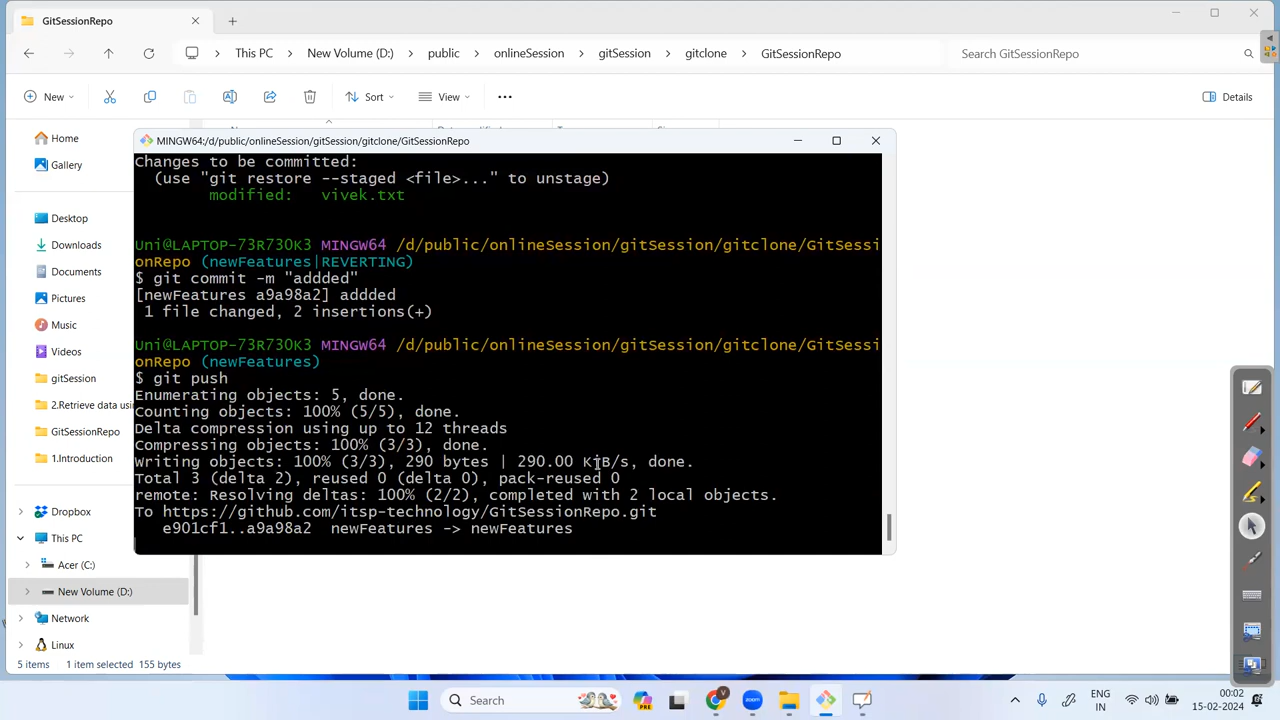 GitSessionRepo
This PC
New Volume (D:)
public
onlineSession
gitSession
gitclone
GitSessionRepo
Search GitSessionRepo
New
Sort
View
Details
Home
Gallery
Desktop
Downloads
Documents
Pictures
Music
Videos
gitSession
2.Retrieve data usin
GitSessionRepo
1.Introduction
Dropbox
This PC
Acer (C:)
New Volume (D:)
Network
Linux
5 items 1 item selected 155 bytes
MINGW64:/d/public/onlineSession/gitSession/gitclone/GitSessionRepo
Changes to be committed:
(use "git restore --staged <file>..." to unstage)
modified: vivek.txt
Uni@LAPTOP-73R73OK3 MINGW64 /d/public/onlineSession/gitSession/gitclone/GitSessi
onRepo (newFeatures|REVERTING)
$ git commit -m "addded"
[newFeatures a9a98a2] addded
1 file changed, 2 insertions(+)
Uni@LAPTOP-73R73OK3 MINGW64 /d/public/onlineSession/gitSession/gitclone/GitSessi
onRepo (newFeatures)
$ git push
Enumerating objects: 5, done.
Counting objects: 100% (5/5), done.
Delta compression using up to 12 threads
Compressing objects: 100% (3/3), done.
Writing objects: 100% (3/3), 290 bytes | 290.00 KiB/s, done.
Total 3 (delta 2), reused 0 (delta 0), pack-reused 0
remote: Resolving deltas: 100% (2/2), completed with 2 local objects.
To https://github.com/itsp-technology/GitSessionRepo.git
e901cf1..a9a98a2 newFeatures -> newFeatures
Search
PRE
V
zoom
ENG
IN
00:02
15-02-2024